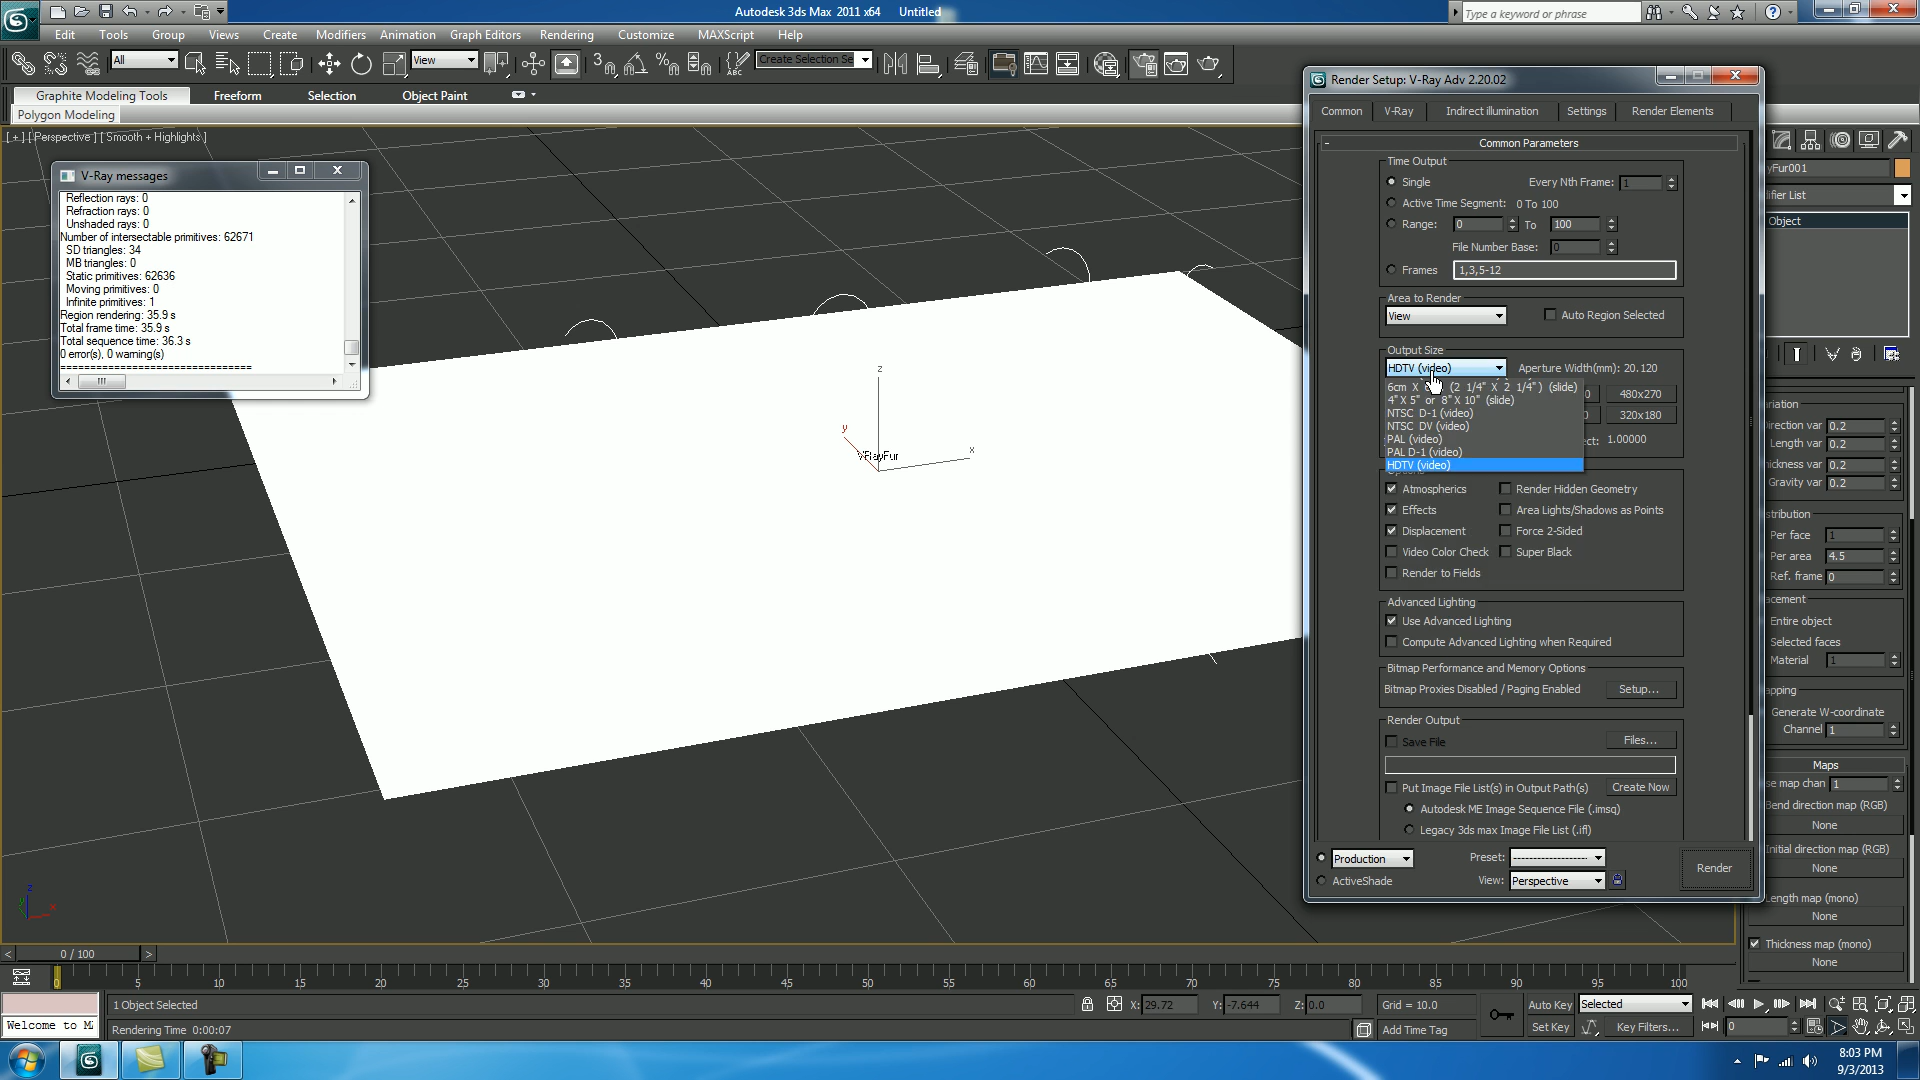 Autodesk 3ds Max  2011 x64    Untitled
Type a keyword or phrase
Edit Tools Group Views Create Modifiers Animation Graph Editors Rendering Customize MAXScript Help
All
View
Create Selection Se
Graphite Modeling Tools Freeform Selection Object Paint
Polygon Modeling
[ + ] [ Perspective ] [ Smooth + Highlights ]
V-Ray messages
Reflection rays: 0
Refraction rays: 0
Unshaded rays: 0
Number of intersectable primitives: 62671
SD triangles: 34
MB triangles: 0
Static primitives: 62636
Moving primitives: 0
Infinite primitives: 1
Region rendering: 35.9 s
Total frame time: 35.9 s
Total sequence time: 36.3 s
0 error(s), 0 warning(s)
================================
z
y
x
VRayFur
z
x
Render Setup: V-Ray Adv 2.20.02
Common V-Ray Indirect illumination Settings Render Elements
- Common Parameters
Time Output
Single Every Nth Frame: 1
Active Time Segment: 0 To 100
Range: 0 To 100
File Number Base: 0
Frames 1,3,5-12
Area to Render
View Auto Region Selected
Output Size
HDTV (video) Aperture Width(mm): 20.120
6cm X (2 1/4" X 2 1/4") (slide)
4" X 5" or 8" X 10" (slide)
NTSC D-1 (video)
NTSC DV (video)
PAL (video)
PAL D-1 (video)
HDTV (video)
0 480x270
0 320x180
ect: 1.00000
Options
Atmospherics Render Hidden Geometry
Effects Area Lights/Shadows as Points
Displacement Force 2-Sided
Video Color Check Super Black
Render to Fields
Advanced Lighting
Use Advanced Lighting
Compute Advanced Lighting when Required
Bitmap Performance and Memory Options
Bitmap Proxies Disabled / Paging Enabled Setup...
Render Output
Save File Files...
Put Image File List(s) in Output Path(s) Create Now
Autodesk ME Image Sequence File (.imsq)
Legacy 3ds max Image File List (.ifl)
Production Preset: -------------------
ActiveShade View: Perspective
Render
yFur001
ifier List
Object
ariation
Direction var 0.2
Length var 0.2
hickness var 0.2
Gravity var 0.2
stribution
Per face 1
Per area 4.5
Ref. frame 0
acement
Entire object
Selected faces
Material 1
apping
Generate W-coordinate
Channel 1
Maps
se map chan 1
Bend direction map (RGB)
None
Initial direction map (RGB)
None
Length map (mono)
None
Thickness map (mono)
None
< 0 / 100 >
0 5 10 15 20 25 30 35 40 45 50 55 60 65 70 75 80 85 90 95 100
1 Object Selected X: 29.72 Y: -7.644 Z: 0.0 Grid = 10.0 Auto Key Selected
Welcome to M Rendering Time 0:00:07 Add Time Tag Set Key Key Filters... 0
8:03 PM
9/3/2013